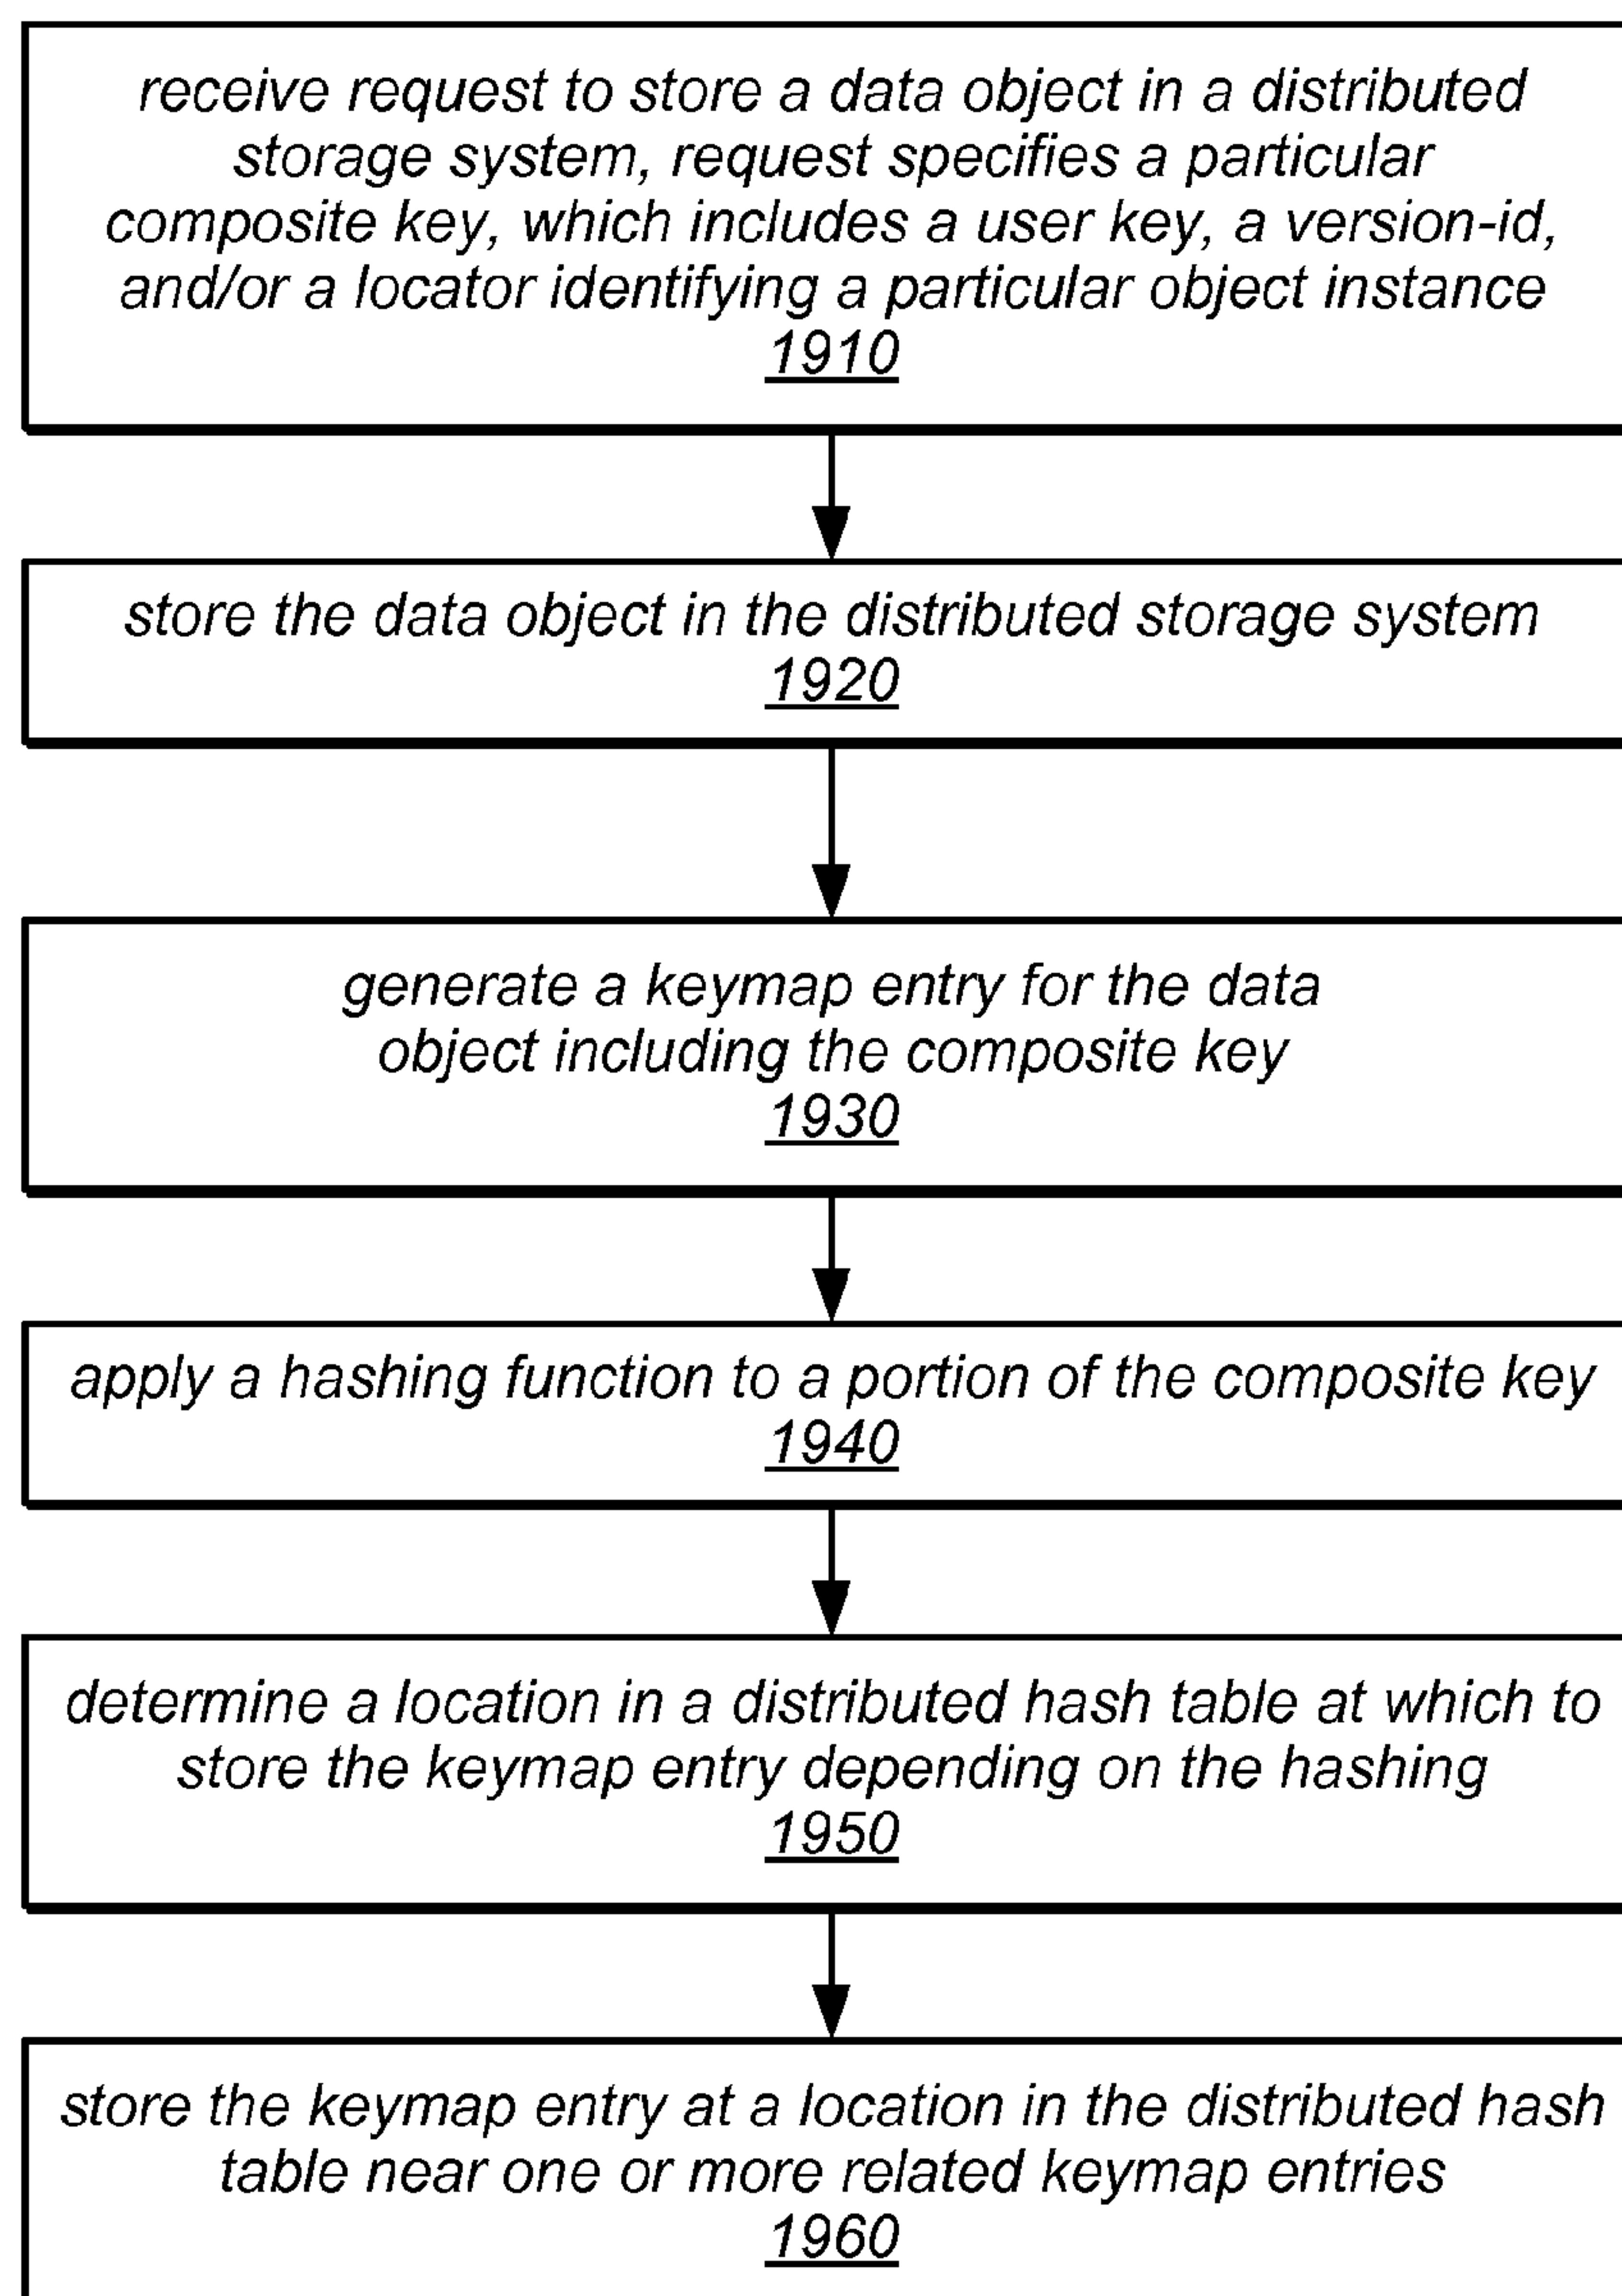 receive request to store a data object in a distributed
storage system, request specifies a particular
composite key, which includes a user key, a version-id,
and/or a locator identifying a particular object instance
1910
store the data object in the distributed storage system
1920
generate a keymap entry for the data
object including the composite key
1930
apply a hashing function to a portion of the composite key
1940
determine a location in a distributed hash table at which to
store the keymap entry depending on the hashing
1950
store the keymap entry at a location in the distributed hash
table near one or more related keymap entries
1960